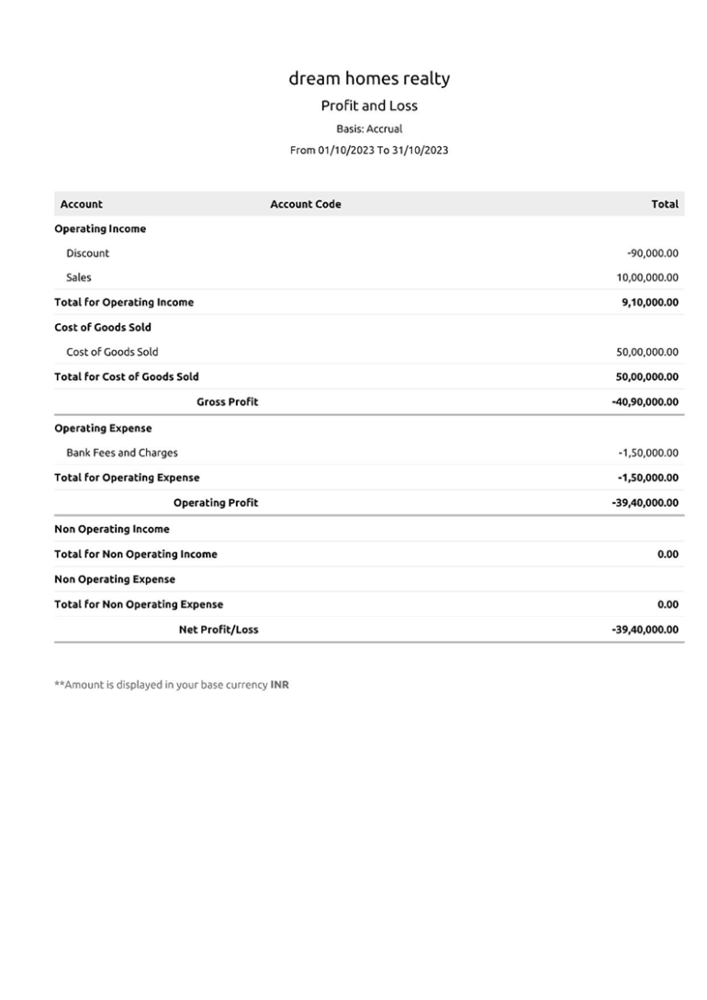 dream homes realty
Profit and Loss
Basis: Accrual
From 01/10/2023 To 31/10/2023
Account Account Code Total
Operating Income
Discount -90,000.00
Sales 10,00,000.00
Total for Operating Income 9,10,000.00
Cost of Goods Sold
Cost of Goods Sold 50,00,000.00
Total for Cost of Goods Sold 50,00,000.00
Gross Profit -40,90,000.00
Operating Expense
Bank Fees and Charges -1,50,000.00
Total for Operating Expense -1,50,000.00
Operating Profit -39,40,000.00
Non Operating Income
Total for Non Operating Income 0.00
Non Operating Expense
Total for Non Operating Expense 0.00
Net Profit/Loss -39,40,000.00
**Amount is displayed in your base currency INR